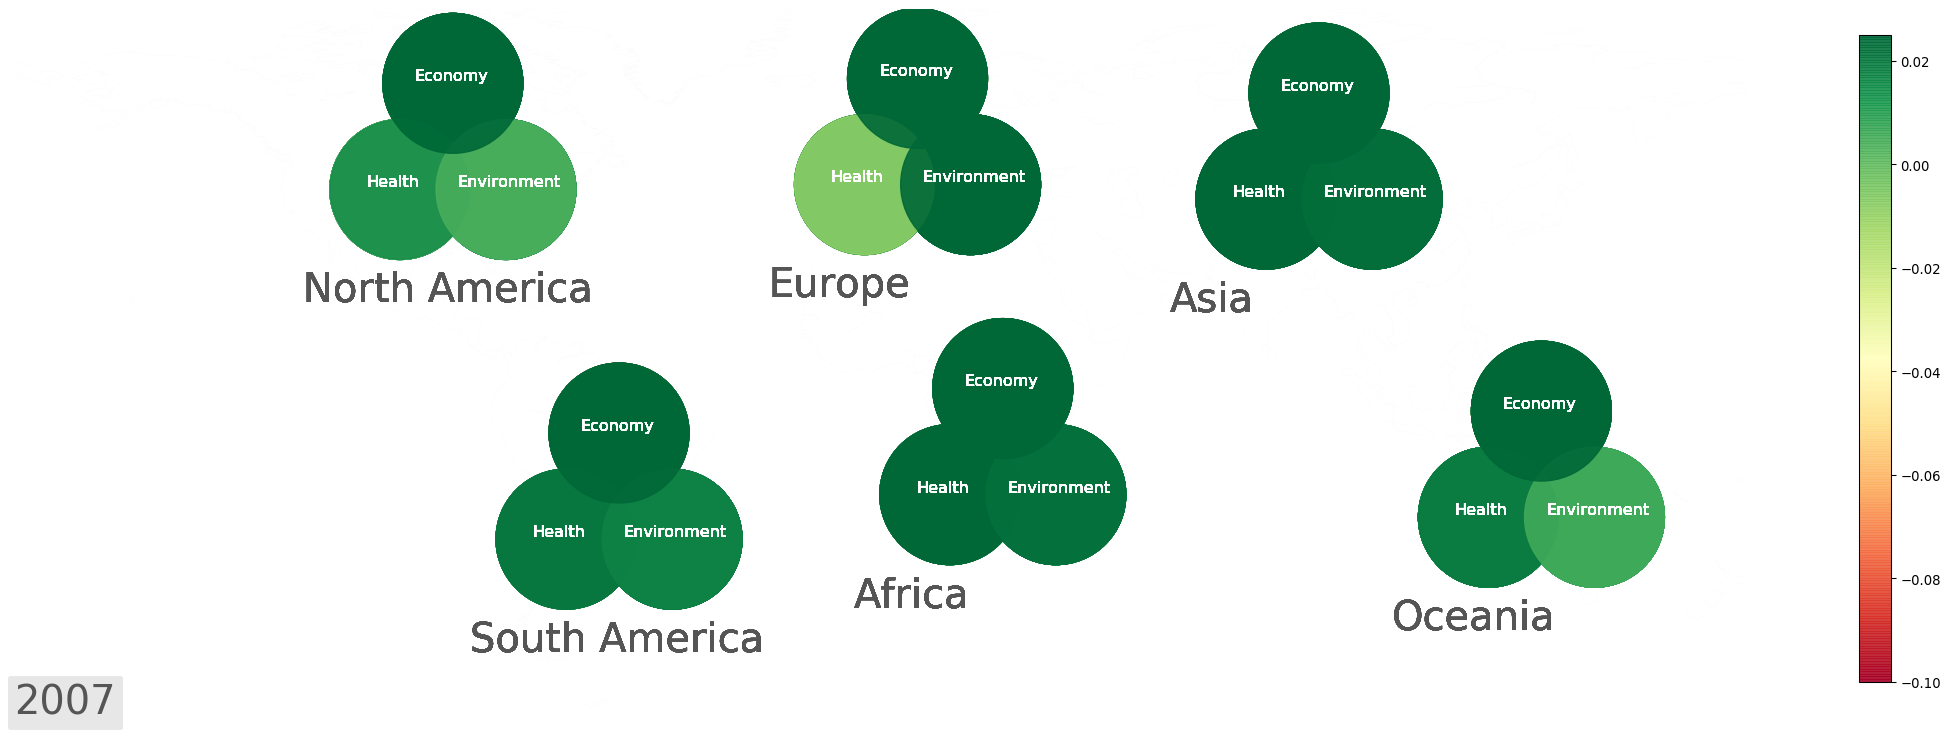 Economy
Health Environment
North America
Economy
Health Environment
Europe
Economy
Health Environment
Asia
Economy
Health Environment
South America
Economy
Health Environment
Africa
Economy
Health Environment
Oceania
0.02
0.00
−0.02
−0.04
−0.06
−0.08
−0.10
2007